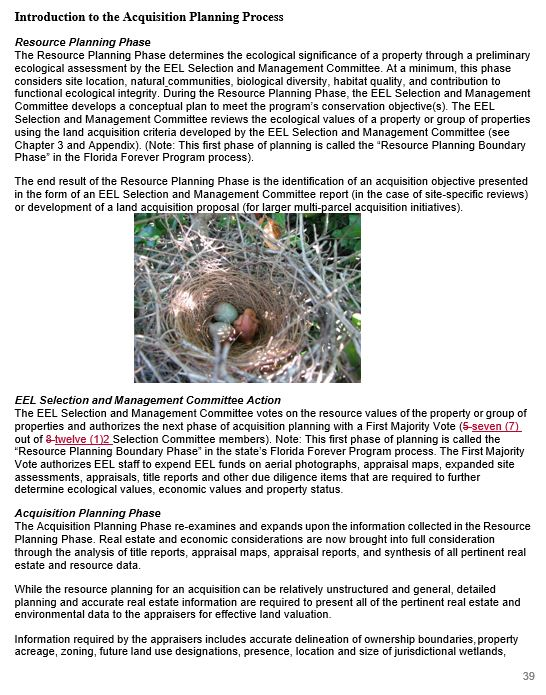 Introduction to the Acquisition Planning Process
Resource Planning Phase
The Resource Planning Phase determines the ecological significance of a property through a preliminary
ecological assessment by the EEL Selection and Management Committee. At a minimum, this phase
considers site location, natural communities, biological diversity, habitat quality, and contribution to
functional ecological integrity. During the Resource Planning Phase, the EEL Selection and Management
Committee develops a conceptual plan to meet the program's conservation objective(s). The EEL
Selection and Management Committee reviews the ecological values of a property or group of properties
using the land acquisition criteria developed by the EEL Selection and Management Committee (see
Chapter 3 and Appendix). (Note: This first phase of planning is called the “Resource Planning Boundary
Phase” in the Florida Forever Program process).
The end result of the Resource Planning Phase is the identification of an acquisition objective presented
in the form of an EEL Selection and Management Committee report (in the case of site-specific reviews)
or development of a land acquisition proposal (for larger multi-parcel acquisition initiatives).
EEL Selection and Management Committee Action
The EEL Selection and Management Committee votes on the resource values of the property or group of
properties and authorizes the next phase of acquisition planning with a First Majority Vote (5 seven (7)
out of 8 twelve (1)2 Selection Committee members). Note: This first phase of planning is called the
“Resource Planning Boundary Phase” in the state's Florida Forever Program process. The First Majority
Vote authorizes EEL staff to expend EEL funds on aerial photographs, appraisal maps, expanded site
assessments, appraisals, title reports and other due diligence items that are required to further
determine ecological values, economic values and property status.
Acquisition Planning Phase
The Acquisition Planning Phase re-examines and expands upon the information collected in the Resource
Planning Phase. Real estate and economic considerations are now brought into full consideration
through the analysis of title reports, appraisal maps, appraisal reports, and synthesis of all pertinent real
estate and resource data.
While the resource planning for an acquisition can be relatively unstructured and general, detailed
planning and accurate real estate information are required to present all of the pertinent real estate and
environmental data to the appraisers for effective land valuation.
Information required by the appraisers includes accurate delineation of ownership boundaries, property
acreage, zoning, future land use designations, presence, location and size of jurisdictional wetlands,
39